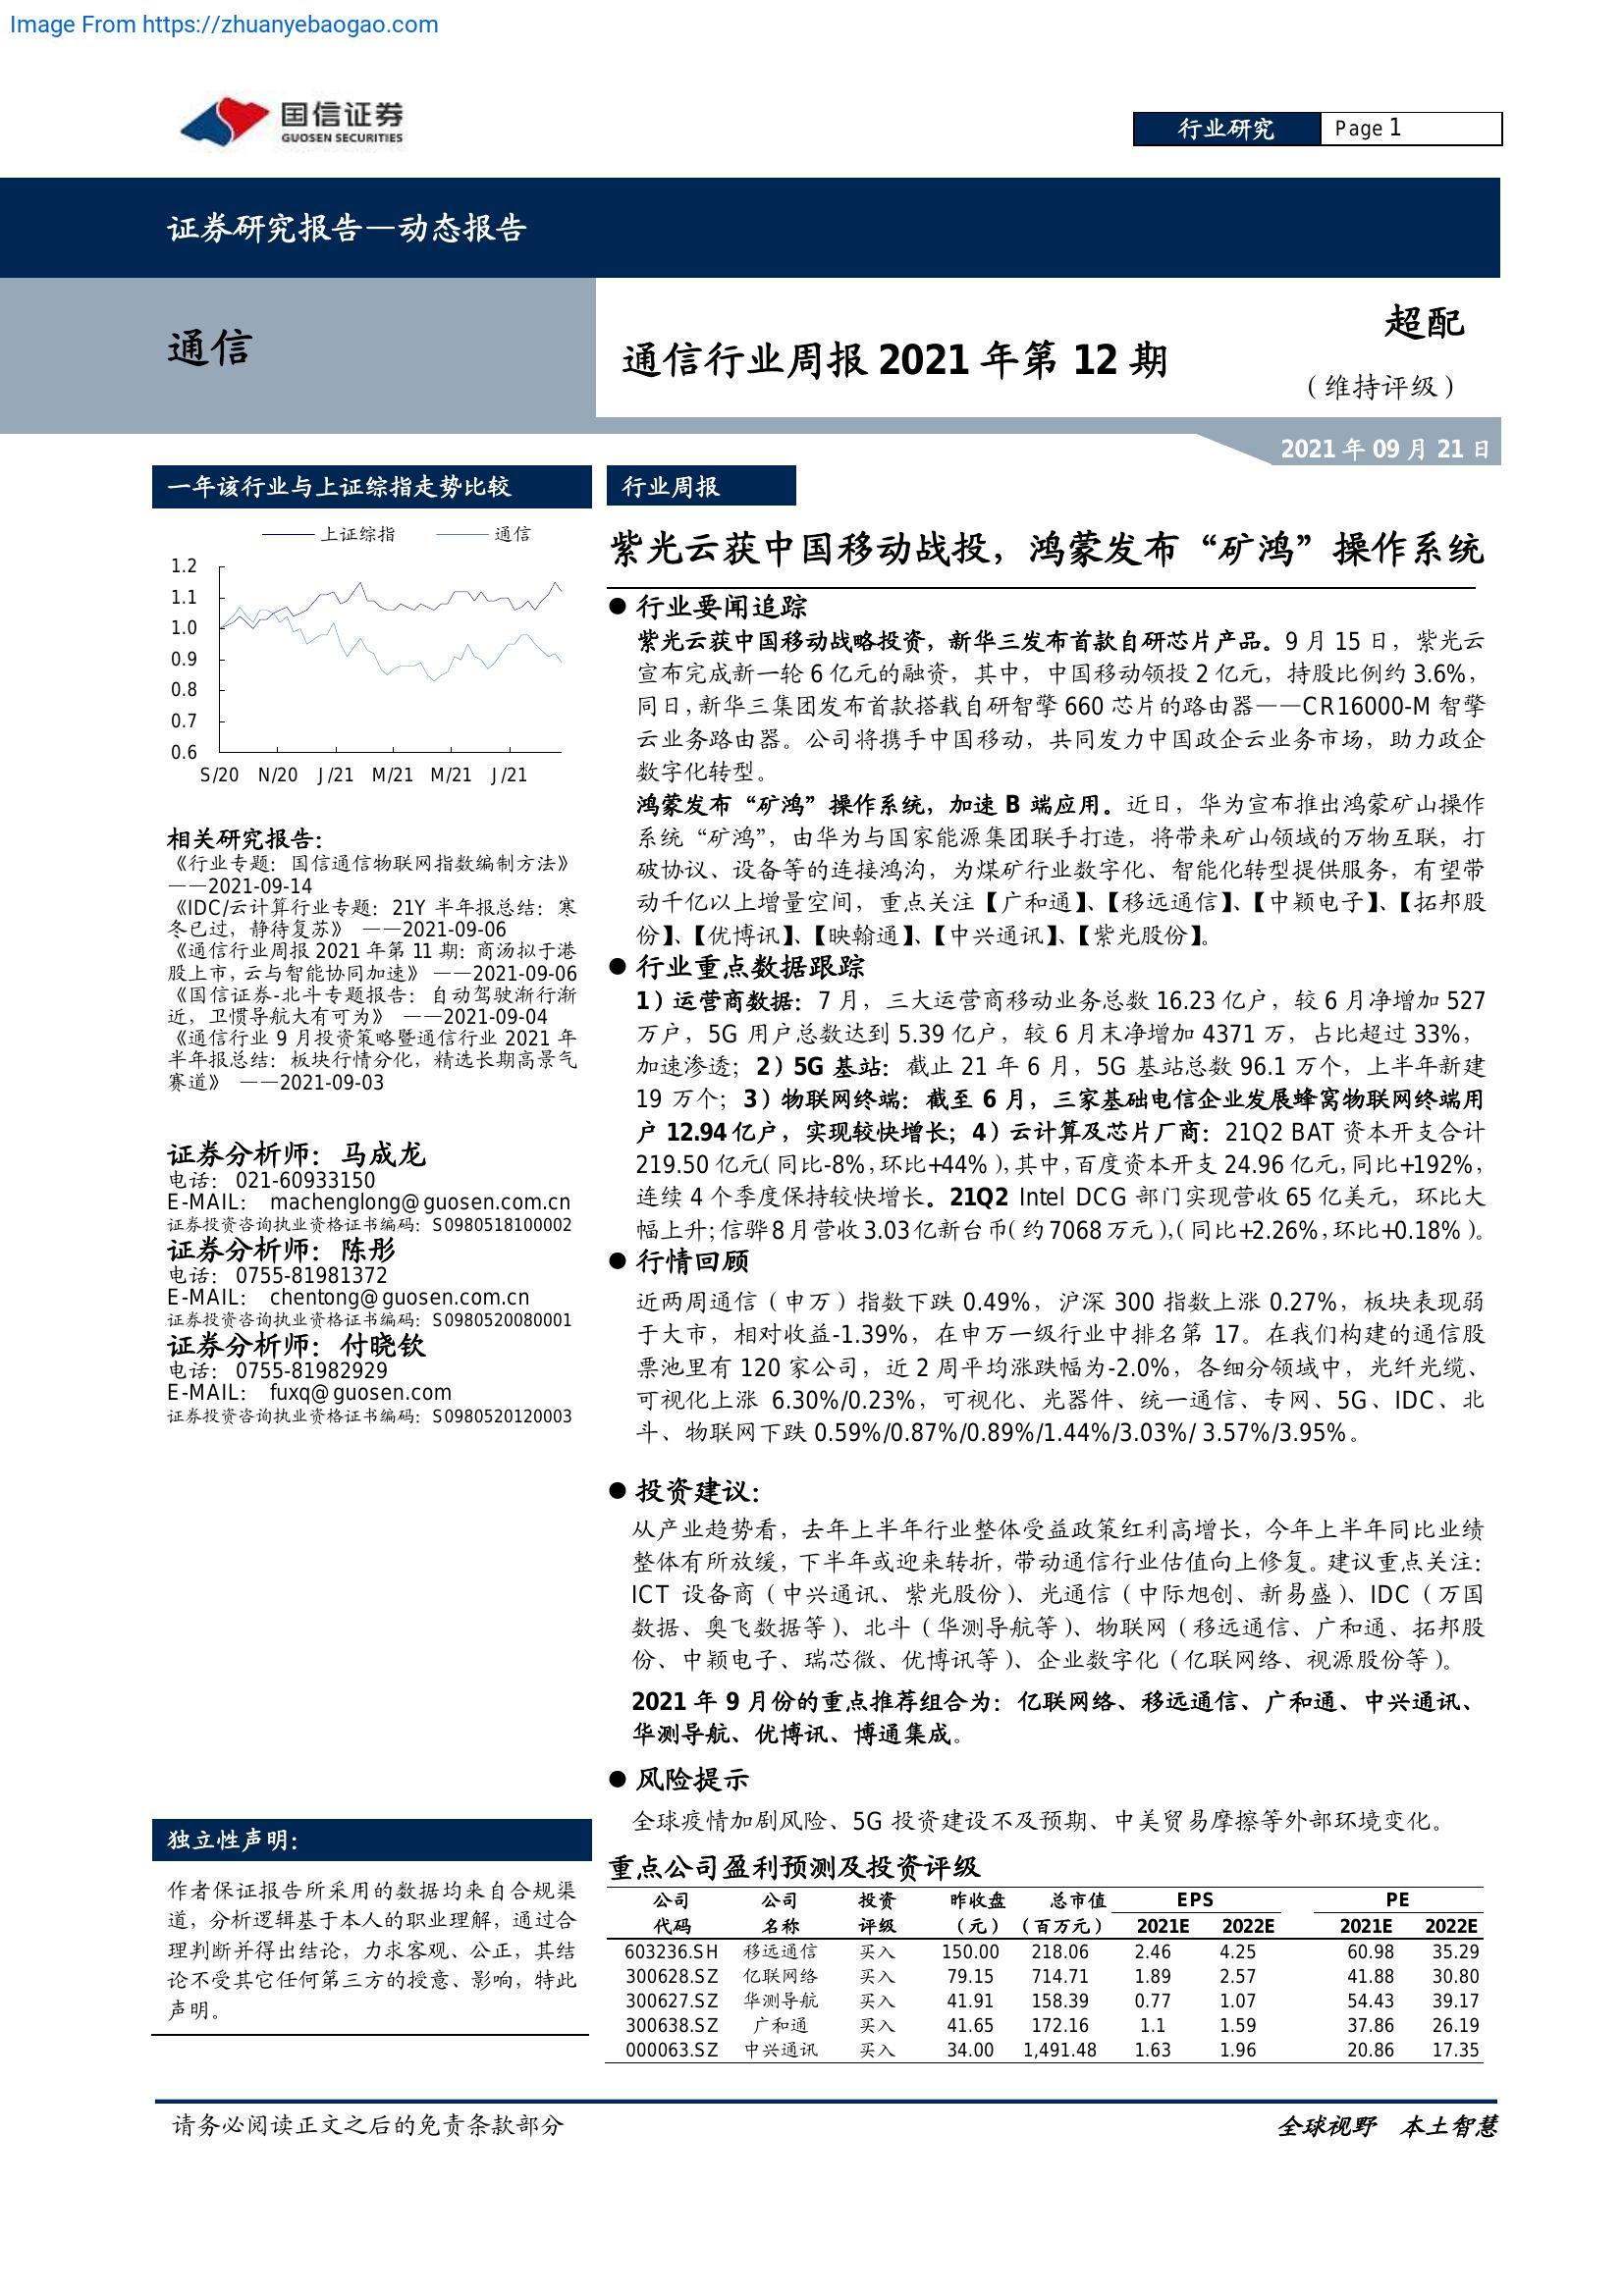 Image From https://zhuanyebaogao.com
国信证券
GUOSEN SECURITIES
行业研究
Page 1
证券研究报告—动态报告
通信
通信行业周报 2021 年第 12 期
超配
（维持评级）
2021 年 09 月 21 日
一年该行业与上证综指走势比较
上证综指 通信
1.2
1.1
1.0
0.9
0.8
0.7
0.6
S/20 N/20 J/21 M/21 M/21 J/21
相关研究报告：
《行业专题：国信通信物联网指数编制方法》
——2021-09-14
《IDC/云计算行业专题：21Y 半年报总结：寒
冬已过，静待复苏》 ——2021-09-06
《通信行业周报 2021 年第 11 期：商汤拟于港
股上市，云与智能协同加速》 ——2021-09-06
《国信证券-北斗专题报告：自动驾驶渐行渐
近，卫惯导航大有可为》 ——2021-09-04
《通信行业 9 月投资策略暨通信行业 2021 年
半年报总结：板块行情分化，精选长期高景气
赛道》 ——2021-09-03
证券分析师：马成龙
电话： 021-60933150
E-MAIL： machenglong@guosen.com.cn
证券投资咨询执业资格证书编码：S0980518100002
证券分析师：陈彤
电话： 0755-81981372
E-MAIL： chentong@guosen.com.cn
证券投资咨询执业资格证书编码：S0980520080001
证券分析师：付晓钦
电话： 0755-81982929
E-MAIL： fuxq@guosen.com
证券投资咨询执业资格证书编码：S0980520120003
独立性声明：
作者保证报告所采用的数据均来自合规渠
道，分析逻辑基于本人的职业理解，通过合
理判断并得出结论，力求客观、公正，其结
论不受其它任何第三方的授意、影响，特此
声明。
行业周报
紫光云获中国移动战投，鸿蒙发布“矿鸿”操作系统
● 行业要闻追踪
紫光云获中国移动战略投资，新华三发布首款自研芯片产品。9 月 15 日，紫光云
宣布完成新一轮 6 亿元的融资，其中，中国移动领投 2 亿元，持股比例约 3.6%，
同日，新华三集团发布首款搭载自研智擎 660 芯片的路由器——CR16000-M 智擎
云业务路由器。公司将携手中国移动，共同发力中国政企云业务市场，助力政企
数字化转型。
鸿蒙发布“矿鸿”操作系统，加速 B 端应用。近日，华为宣布推出鸿蒙矿山操作
系统“矿鸿”，由华为与国家能源集团联手打造，将带来矿山领域的万物互联，打
破协议、设备等的连接鸿沟，为煤矿行业数字化、智能化转型提供服务，有望带
动千亿以上增量空间，重点关注【广和通】、【移远通信】、【中颖电子】、【拓邦股
份】、【优博讯】、【映翰通】、【中兴通讯】、【紫光股份】。
● 行业重点数据跟踪
1）运营商数据：7 月，三大运营商移动业务总数 16.23 亿户，较 6 月净增加 527
万户，5G 用户总数达到 5.39 亿户，较 6 月末净增加 4371 万，占比超过 33%，
加速渗透；2）5G 基站：截止 21 年 6 月，5G 基站总数 96.1 万个，上半年新建
19 万个；3）物联网终端：截至 6 月，三家基础电信企业发展蜂窝物联网终端用
户 12.94 亿户，实现较快增长；4）云计算及芯片厂商：21Q2 BAT 资本开支合计
219.50 亿元（同比-8%，环比+44%），其中，百度资本开支 24.96 亿元，同比+192%，
连续 4 个季度保持较快增长。21Q2 Intel DCG 部门实现营收 65 亿美元，环比大
幅上升；信骅 8 月营收 3.03 亿新台币（约 7068 万元），（同比+2.26%，环比+0.18%）。
● 行情回顾
近两周通信（申万）指数下跌 0.49%，沪深 300 指数上涨 0.27%，板块表现弱
于大市，相对收益-1.39%，在申万一级行业中排名第 17。在我们构建的通信股
票池里有 120 家公司，近 2 周平均涨跌幅为-2.0%，各细分领域中，光纤光缆、
可视化上涨 6.30%/0.23%，可视化、光器件、统一通信、专网、5G、IDC、北
斗、物联网下跌 0.59%/0.87%/0.89%/1.44%/3.03%/ 3.57%/3.95%。
● 投资建议：
从产业趋势看，去年上半年行业整体受益政策红利高增长，今年上半年同比业绩
整体有所放缓，下半年或迎来转折，带动通信行业估值向上修复。建议重点关注：
ICT 设备商（中兴通讯、紫光股份）、光通信（中际旭创、新易盛）、IDC（万国
数据、奥飞数据等）、北斗（华测导航等）、物联网（移远通信、广和通、拓邦股
份、中颖电子、瑞芯微、优博讯等）、企业数字化（亿联网络、视源股份等）。
2021 年 9 月份的重点推荐组合为：亿联网络、移远通信、广和通、中兴通讯、
华测导航、优博讯、博通集成。
● 风险提示
全球疫情加剧风险、5G 投资建设不及预期、中美贸易摩擦等外部环境变化。
重点公司盈利预测及投资评级
公司 公司 投资 昨收盘 总市值 EPS PE
代码 名称 评级 （元） （百万元） 2021E 2022E 2021E 2022E
603236.SH 移远通信 买入 150.00 218.06 2.46 4.25 60.98 35.29
300628.SZ 亿联网络 买入 79.15 714.71 1.89 2.57 41.88 30.80
300627.SZ 华测导航 买入 41.91 158.39 0.77 1.07 54.43 39.17
300638.SZ 广和通 买入 41.65 172.16 1.1 1.59 37.86 26.19
000063.SZ 中兴通讯 买入 34.00 1,491.48 1.63 1.96 20.86 17.35
请务必阅读正文之后的免责条款部分
全球视野 本土智慧